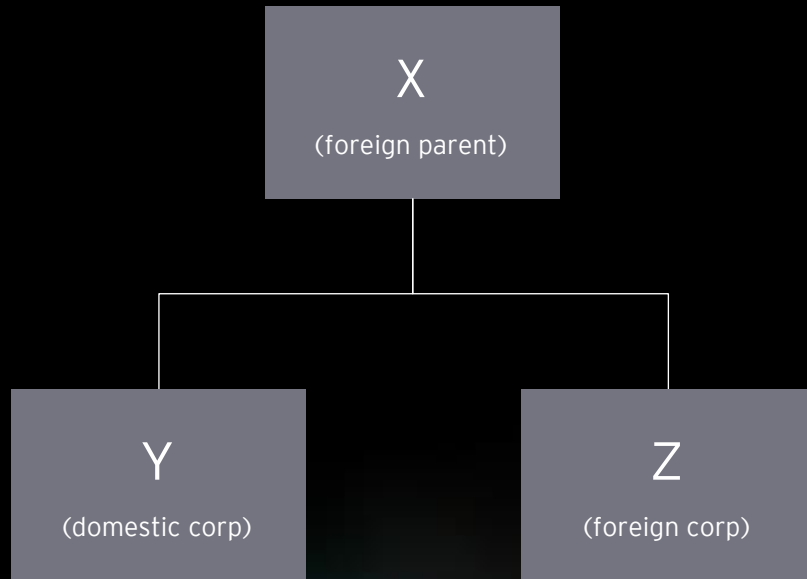 X
(foreign parent)
Y
(domestic corp)
Z
(foreign corp)